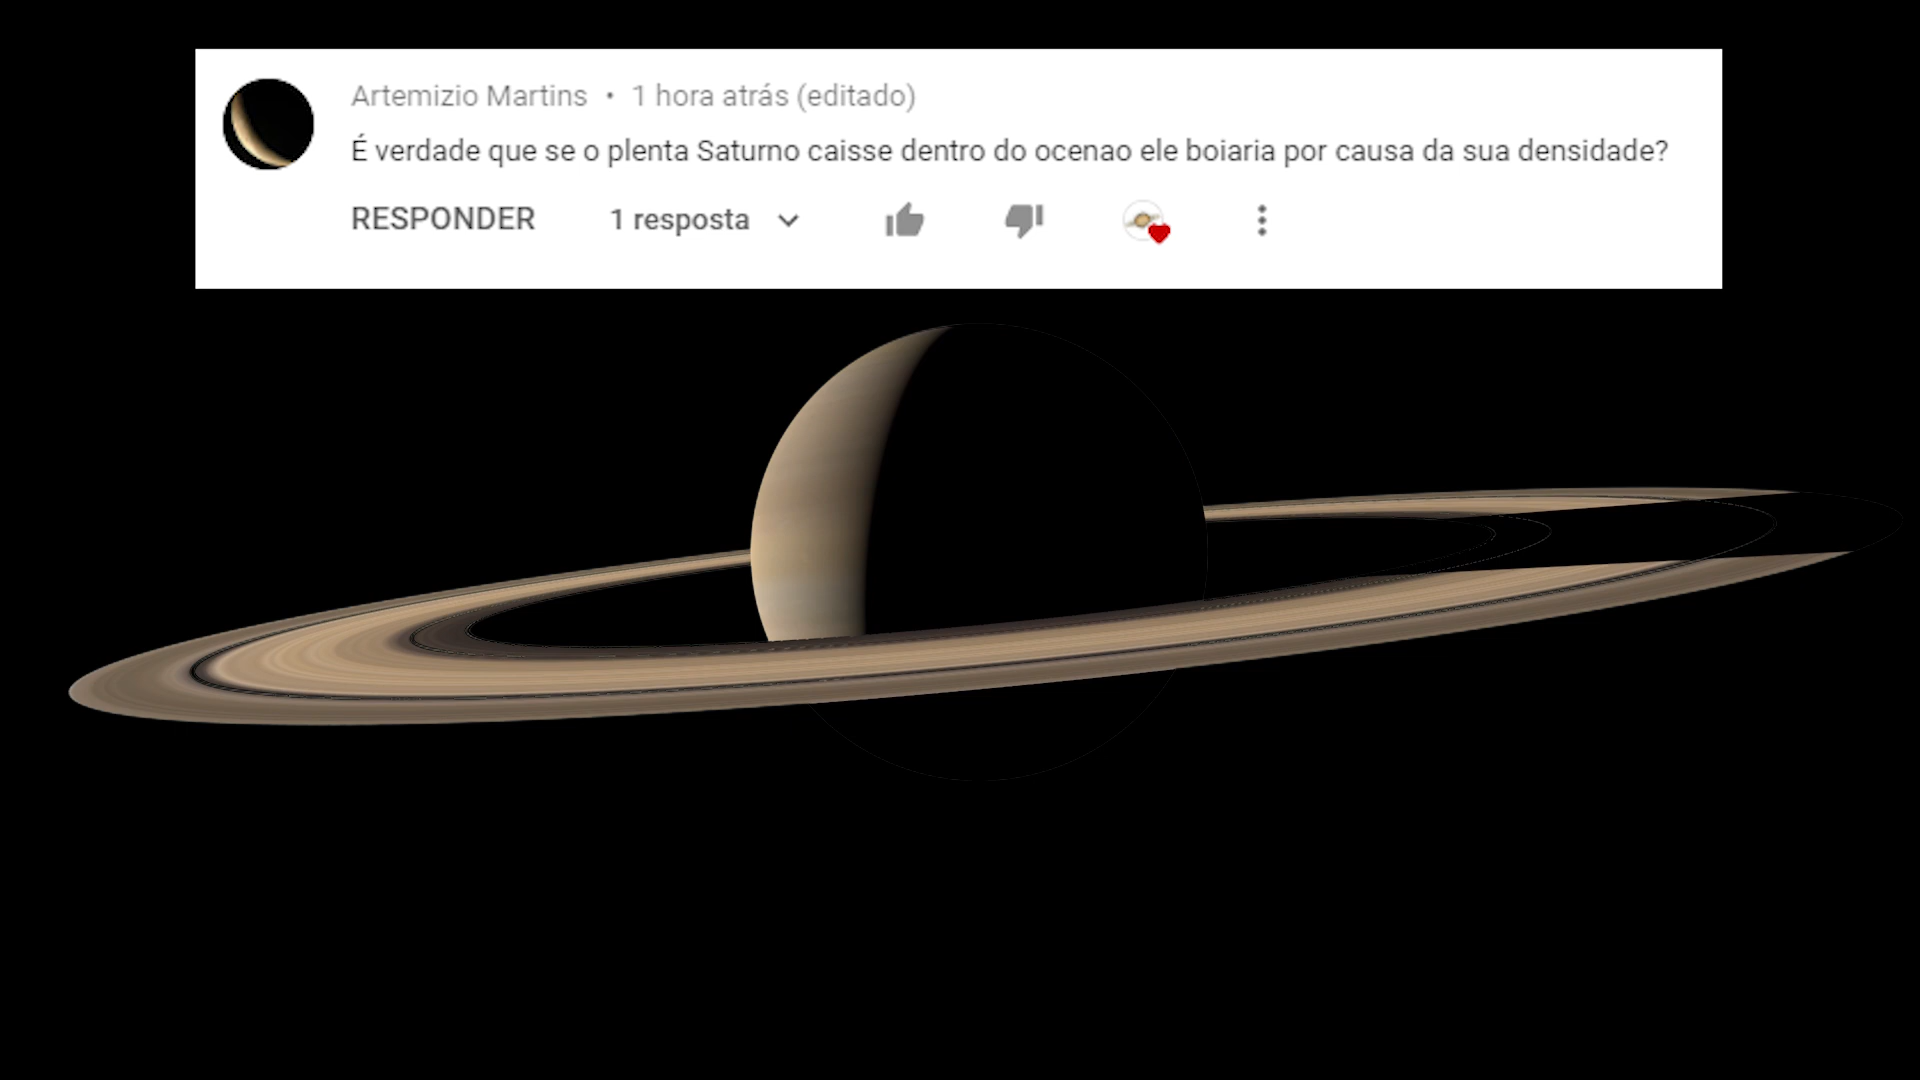 Artemizio Martins • 1 hora atrás (editado)
É verdade que se o plenta Saturno caisse dentro do ocenao ele boiaria por causa da sua densidade?
RESPONDER 1 resposta